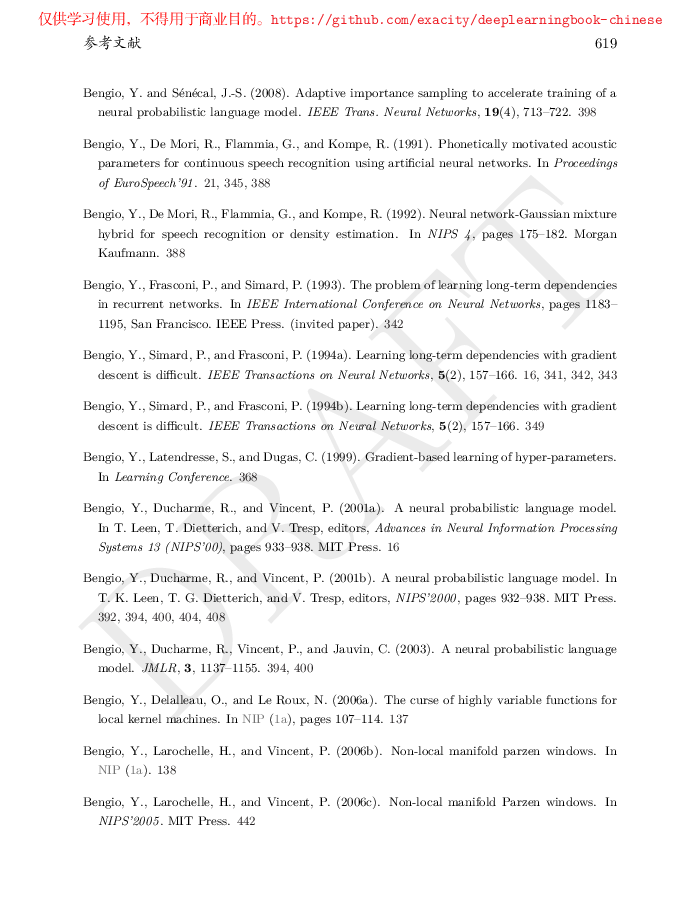 仅供学习使用，不得用于商业目的。https://github.com/exacity/deeplearningbook-chinese
参考文献 619
Bengio, Y. and Sénécal, J.-S. (2008). Adaptive importance sampling to accelerate training of a
neural probabilistic language model. IEEE Trans. Neural Networks, 19(4), 713–722. 398
Bengio, Y., De Mori, R., Flammia, G., and Kompe, R. (1991). Phonetically motivated acoustic
parameters for continuous speech recognition using artificial neural networks. In Proceedings
of EuroSpeech'91. 21, 345, 388
Bengio, Y., De Mori, R., Flammia, G., and Kompe, R. (1992). Neural network-Gaussian mixture
hybrid for speech recognition or density estimation. In NIPS 4, pages 175–182. Morgan
Kaufmann. 388
Bengio, Y., Frasconi, P., and Simard, P. (1993). The problem of learning long-term dependencies
in recurrent networks. In IEEE International Conference on Neural Networks, pages 1183–
1195, San Francisco. IEEE Press. (invited paper). 342
Bengio, Y., Simard, P., and Frasconi, P. (1994a). Learning long-term dependencies with gradient
descent is difficult. IEEE Transactions on Neural Networks, 5(2), 157–166. 16, 341, 342, 343
Bengio, Y., Simard, P., and Frasconi, P. (1994b). Learning long-term dependencies with gradient
descent is difficult. IEEE Transactions on Neural Networks, 5(2), 157–166. 349
Bengio, Y., Latendresse, S., and Dugas, C. (1999). Gradient-based learning of hyper-parameters.
In Learning Conference. 368
Bengio, Y., Ducharme, R., and Vincent, P. (2001a). A neural probabilistic language model.
In T. Leen, T. Dietterich, and V. Tresp, editors, Advances in Neural Information Processing
Systems 13 (NIPS'00), pages 933–938. MIT Press. 16
Bengio, Y., Ducharme, R., and Vincent, P. (2001b). A neural probabilistic language model. In
T. K. Leen, T. G. Dietterich, and V. Tresp, editors, NIPS'2000, pages 932–938. MIT Press.
392, 394, 400, 404, 408
Bengio, Y., Ducharme, R., Vincent, P., and Jauvin, C. (2003). A neural probabilistic language
model. JMLR, 3, 1137–1155. 394, 400
Bengio, Y., Delalleau, O., and Le Roux, N. (2006a). The curse of highly variable functions for
local kernel machines. In NIP (1a), pages 107–114. 137
Bengio, Y., Larochelle, H., and Vincent, P. (2006b). Non-local manifold parzen windows. In
NIP (1a). 138
Bengio, Y., Larochelle, H., and Vincent, P. (2006c). Non-local manifold Parzen windows. In
NIPS'2005. MIT Press. 442
DRAFT